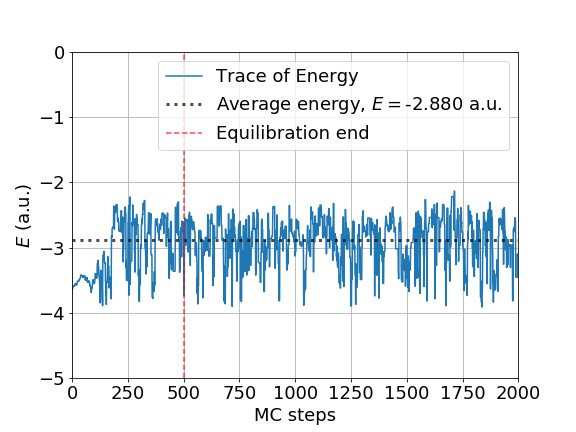 0
−1
−2
−3
−4
−5
E (a.u.)
Trace of Energy
Average energy, E = -2.880 a.u.
Equilibration end
0 250 500 750 1000 1250 1500 1750 2000
MC steps